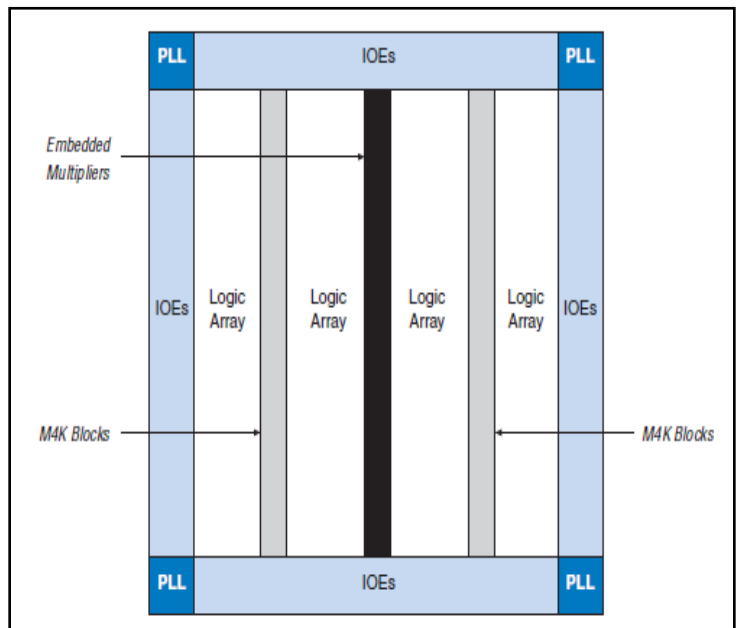 PLL IOEs PLL
Embedded
Multipliers
IOEs
Logic
Array
Logic
Array
Logic
Array
Logic
Array
IOEs
M4K Blocks
M4K Blocks
PLL IOEs PLL